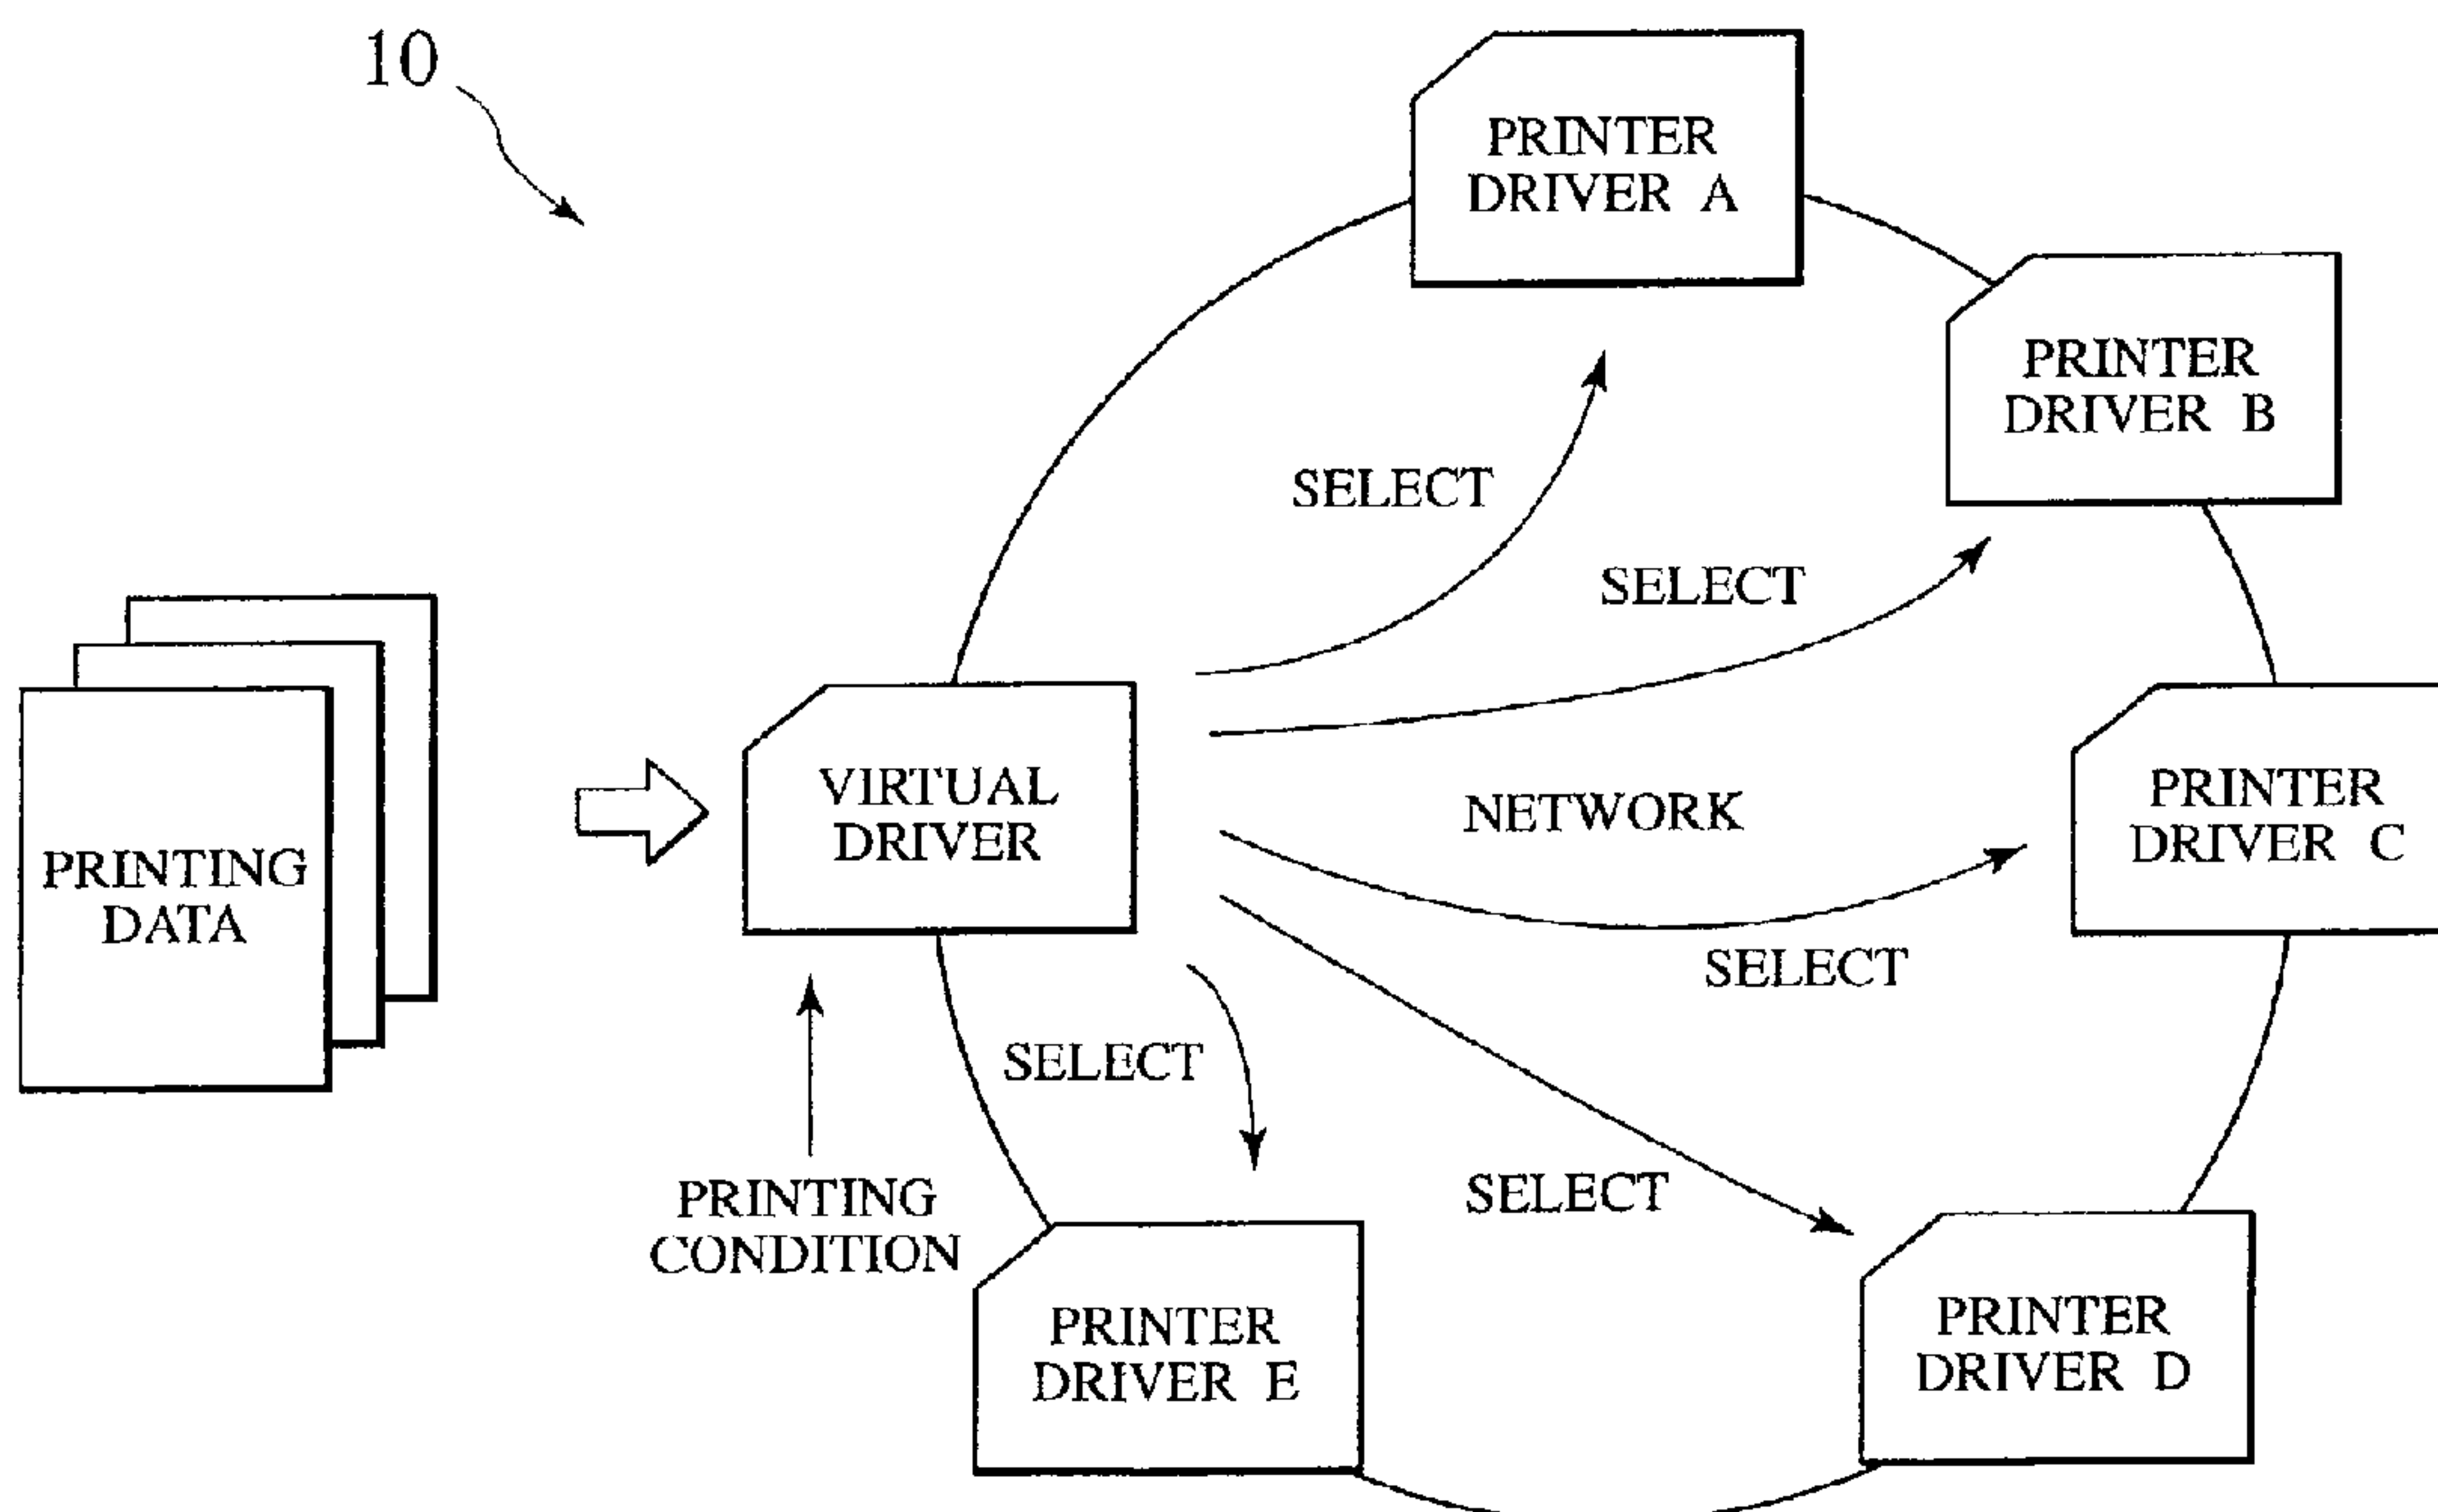 10
PRINTER
DRIVER A
PRINTER
DRIVER B
SELECT
SELECT
VIRTUAL
DRIVER
NETWORK
PRINTER
DRIVER C
PRINTING
DATA
SELECT
SELECT
PRINTING
CONDITION
SELECT
PRINTER
DRIVER E
PRINTER
DRIVER D